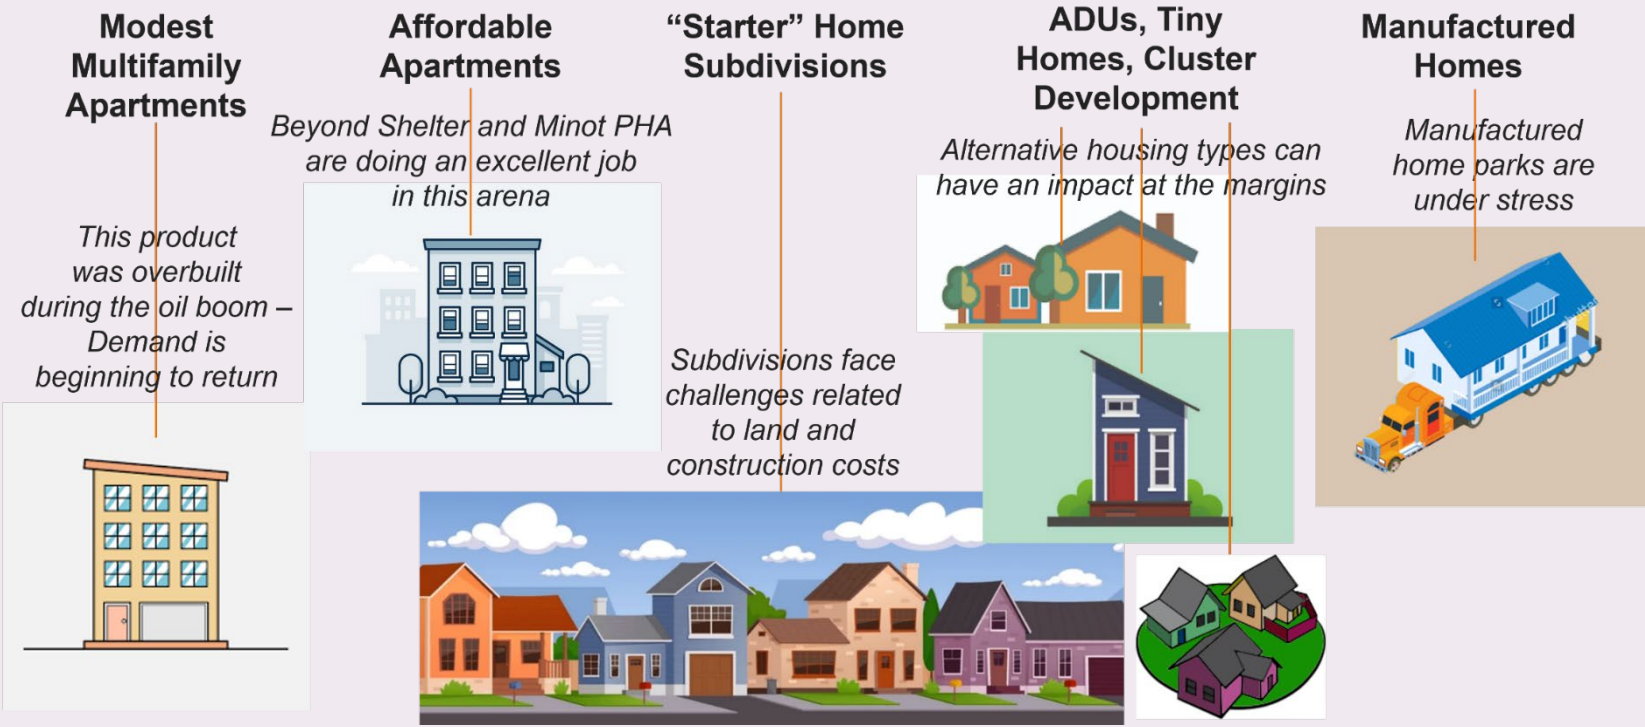 Modest
Multifamily
Apartments
This product
was overbuilt
during the oil boom –
Demand is
beginning to return
Affordable
Apartments
Beyond Shelter and Minot PHA
are doing an excellent job
in this arena
“Starter” Home
Subdivisions
Subdivisions face
challenges related
to land and
construction costs
ADUs, Tiny
Homes, Cluster
Development
Alternative housing types can
have an impact at the margins
Manufactured
Homes
Manufactured
home parks are
under stress